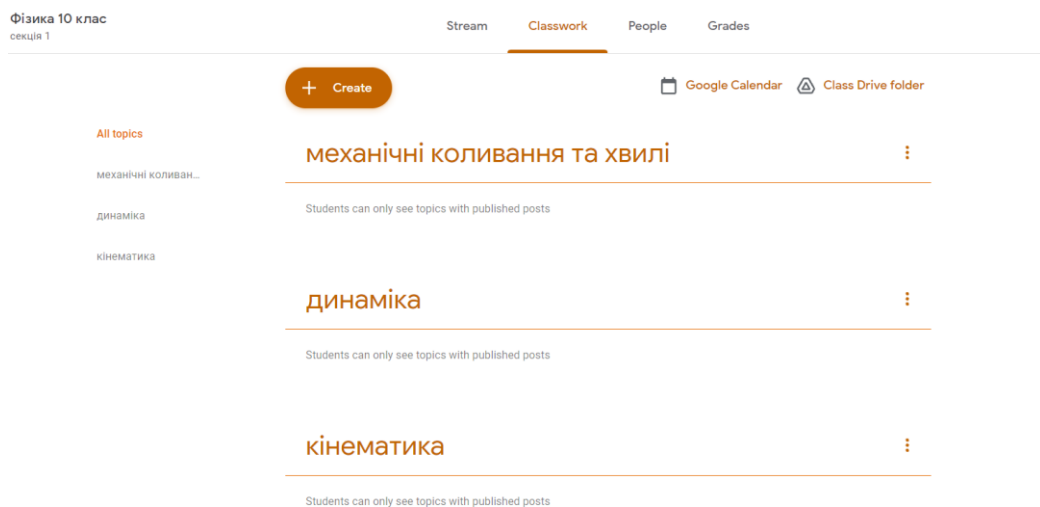 Фізика 10 клас
секція 1
Stream Classwork People Grades
Create
Google Calendar Class Drive folder
All topics
механічні коливан...
динаміка
кінематика
механічні коливання та хвилі
Students can only see topics with published posts
динаміка
Students can only see topics with published posts
кінематика
Students can only see topics with published posts